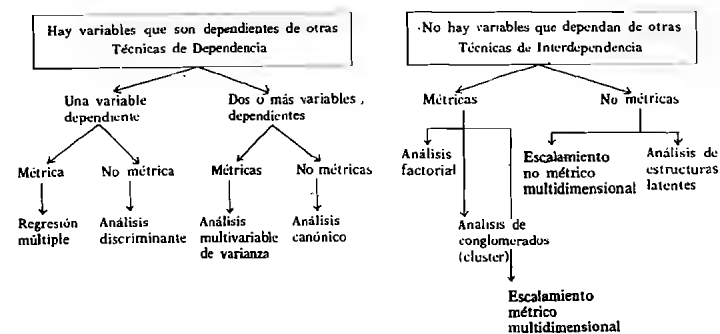 Hay variables que son dependientes de otras
Técnicas de Dependencia
Una variable
dependiente
Dos o más variables,
dependientes
Métrica
No métrica
Métricas
No métricas
Regresión
múltiple
Análisis
discriminante
Análisis
multivariable
de varianza
Análisis
canónico
No hay variables que dependan de otras
Técnicas de Interdependencia
Métricas
No métricas
Análisis
factorial
Escalamiento
no métrico
multidimensional
Análisis de
estructuras
latentes
Analisis de
conglomerados
(cluster)
Escalamiento
métrico
multidimensional